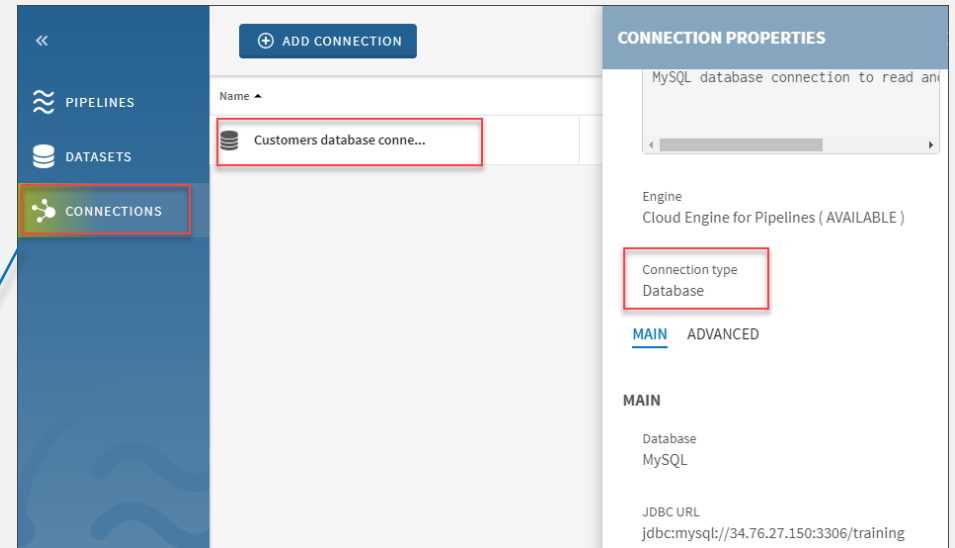 «
PIPELINES
DATASETS
CONNECTIONS
ADD CONNECTION
Name
Customers database conne...
CONNECTION PROPERTIES
MySQL database connection to read
Engine
Cloud Engine for Pipelines ( AVAILABLE )
Connection type
Database
MAIN ADVANCED
MAIN
Database
MySQL
JDBC URL
jdbc:mysql://34.76.27.150:3306/training